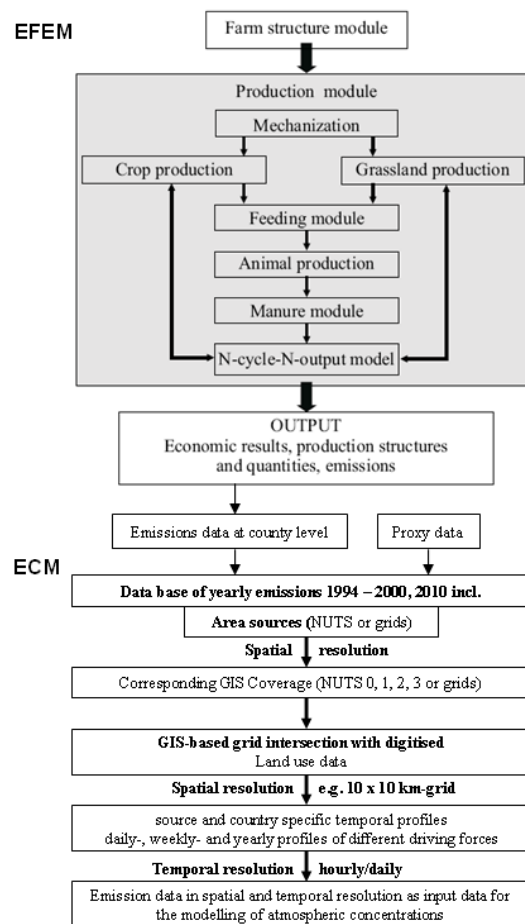 EFEM
Farm structure module
Production module
Mechanization
Crop production
Grassland production
Feeding module
Animal production
Manure module
N-cycle-N-output model
OUTPUT
Economic results, production structures
and quantities, emissions
Emissions data at county level
Proxy data
ECM
Data base of yearly emissions 1994 – 2000, 2010 incl.
Area sources (NUTS or grids)
Spatial resolution
Corresponding GIS Coverage (NUTS 0, 1, 2, 3 or grids)
GIS-based grid intersection with digitised
Land use data
Spatial resolution e.g. 10 x 10 km-grid
source and country specific temporal profiles
daily-, weekly- and yearly profiles of different driving forces
Temporal resolution hourly/daily
Emission data in spatial and temporal resolution as input data for
the modelling of atmospheric concentrations